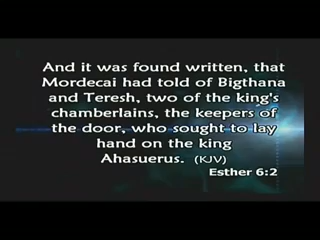 And it was found written, that
Mordecai had told of Bigthana
and Teresh, two of the king's
chamberlains, the keepers of
the door, who sought to lay
hand on the king
Ahasuerus. (KJV)
Esther 6:2